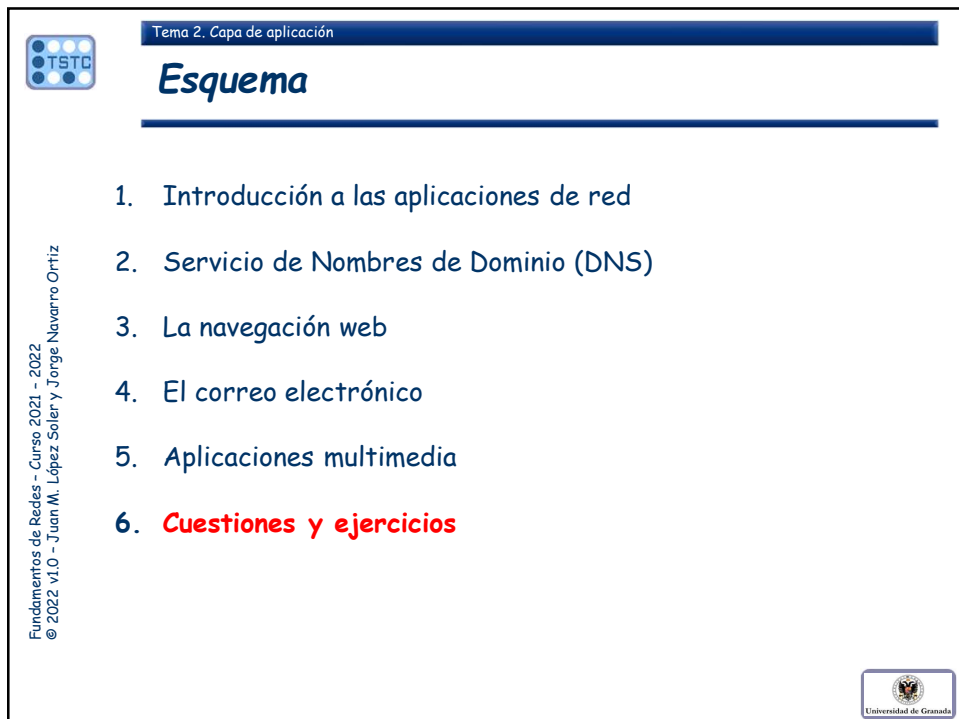 Tema 2. Capa de aplicación
TSTC
Esquema
1. Introducción a las aplicaciones de red
2. Servicio de Nombres de Dominio (DNS)
3. La navegación web
4. El correo electrónico
5. Aplicaciones multimedia
6. Cuestiones y ejercicios
Fundamentos de Redes – Curso 2021 – 2022
© 2022 v1.0 – Juan M. López Soler y Jorge Navarro Ortiz
Universidad de Granada